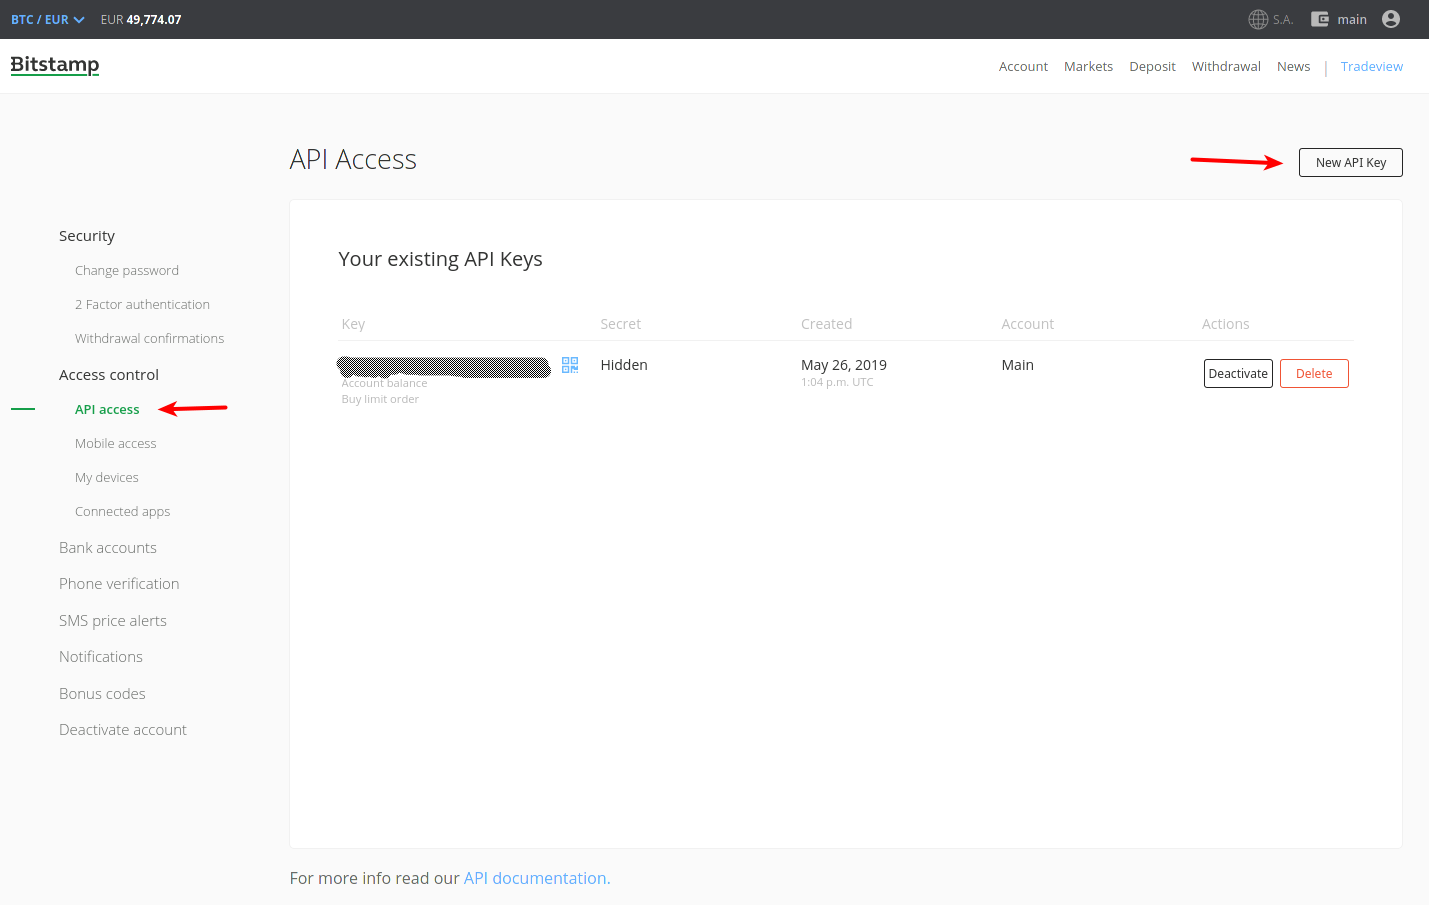 BTC / EUR EUR 49,774.07 S.A. main
Bitstamp Account Markets Deposit Withdrawal News | Tradeview
API Access New API Key
Security
Change password
2 Factor authentication
Withdrawal confirmations
Access control
API access
Mobile access
My devices
Connected apps
Bank accounts
Phone verification
SMS price alerts
Notifications
Bonus codes
Deactivate account
Your existing API Keys
Key Secret Created Account Actions
Hidden May 26, 2019 Main Deactivate Delete
Account balance 1:04 p.m. UTC
Buy limit order
For more info read our API documentation.